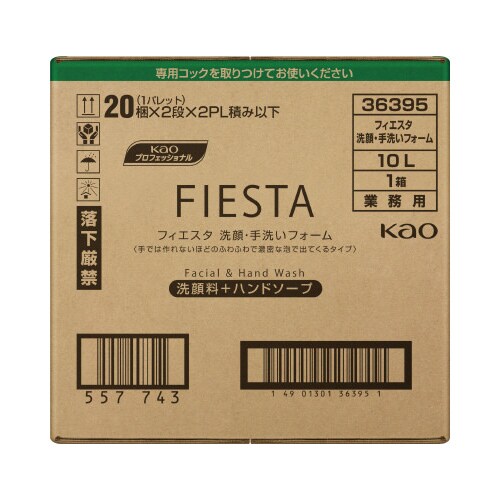 専用コックを取りつけてお使いください
(1パレット)
20梱×2段×2PL積み以下
36395
フィエスタ
洗顔・手洗いフォーム
10L
1箱
業務用
Kao
プロフェッショナル
FIESTA
フィエスタ 洗顔・手洗いフォーム
〈手では作れないほどのふわふわで濃密な泡で出てくるタイプ〉
Facial & Hand Wash
洗顔料+ハンドソープ
落下厳禁
Kao
557 743
1 4901301 36395 1